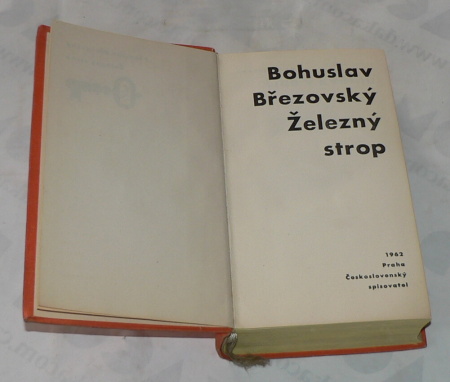 Bohuslav
Březovský
Železný
strop
1962
Praha
Československý
spisovatel